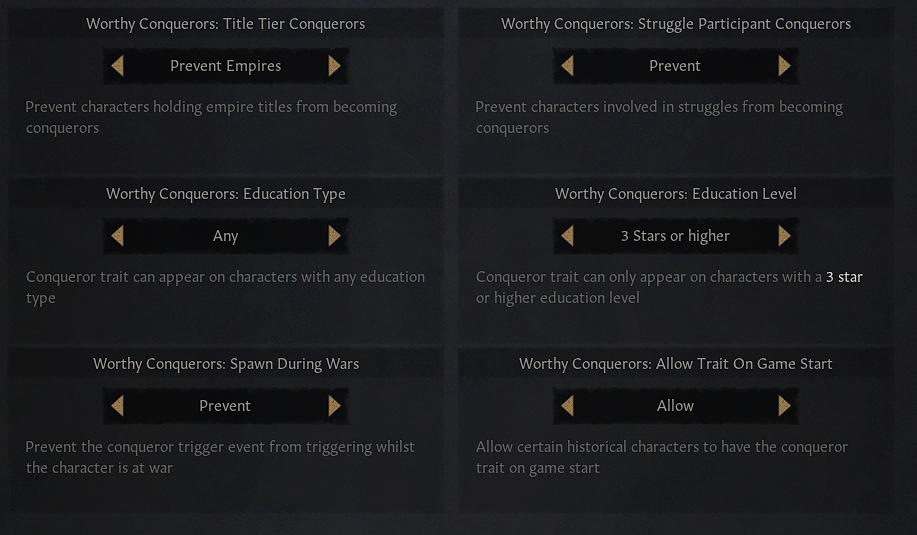 Worthy Conquerors: Title Tier Conquerors
Prevent Empires
Prevent characters holding empire titles from becoming
conquerors
Worthy Conquerors: Struggle Participant Conquerors
Prevent
Prevent characters involved in struggles from becoming
conquerors
Worthy Conquerors: Education Type
Any
Conqueror trait can appear on characters with any education
type
Worthy Conquerors: Education Level
3 Stars or higher
Conqueror trait can only appear on characters with a 3 star
or higher education level
Worthy Conquerors: Spawn During Wars
Prevent
Prevent the conqueror trigger event from triggering whilst
the character is at war
Worthy Conquerors: Allow Trait On Game Start
Allow
Allow certain historical characters to have the conqueror
trait on game start